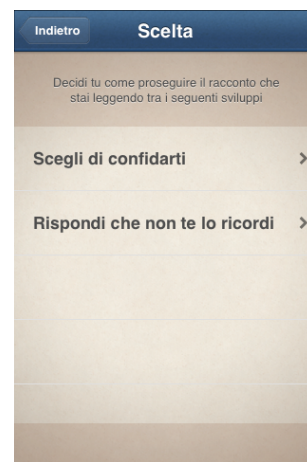 Indietro
Scelta
Decidi tu come proseguire il racconto che
stai leggendo tra i seguenti sviluppi
Scegli di confidarti
Rispondi che non te lo ricordi